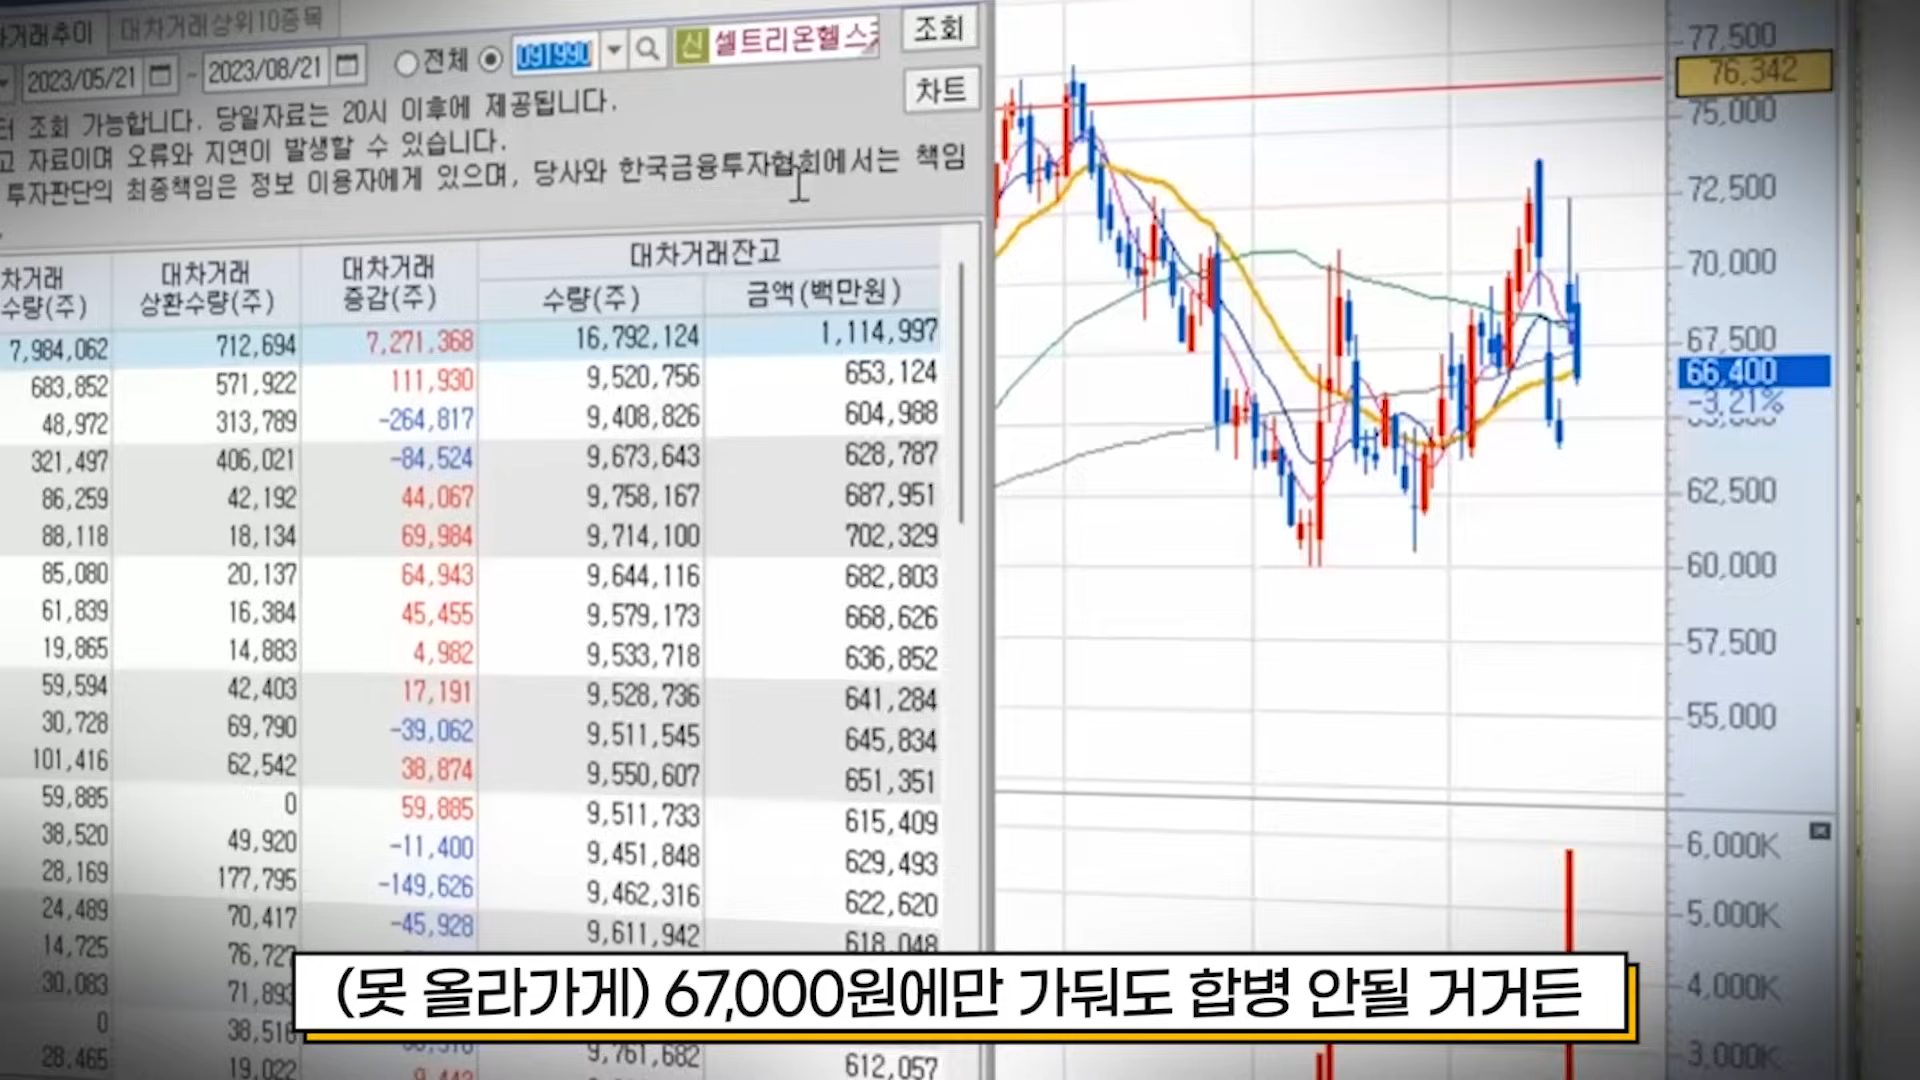 차거래추이 대차거래상위10종목
2023/05/21 - 2023/08/21 전체 091990 신 셀트리온헬스케 조회
터 조회 가능합니다. 당일자료는 20시 이후에 제공됩니다. 차트
고 자료이며 오류와 지연이 발생할 수 있습니다.
투자판단의 최종책임은 정보 이용자에게 있으며, 당사와 한국금융투자협회에서는 책임
차거래 수량(주) 대차거래 상환수량(주) 대차거래 증감(주) 대차거래잔고
수량(주) 금액(백만원)
7,984,062 712,694 7,271,368 16,792,124 1,114,997
683,852 571,922 111,930 9,520,756 653,124
48,972 313,789 -264,817 9,408,826 604,988
321,497 406,021 -84,524 9,673,643 628,787
86,259 42,192 44,067 9,758,167 687,951
88,118 18,134 69,984 9,714,100 702,329
85,080 20,137 64,943 9,644,116 682,803
61,839 16,384 45,455 9,579,173 668,626
19,865 14,883 4,982 9,533,718 636,852
59,594 42,403 17,191 9,528,736 641,284
30,728 69,790 -39,062 9,511,545 645,834
101,416 62,542 38,874 9,550,607 651,351
59,885 0 59,885 9,511,733 615,409
38,520 49,920 -11,400 9,451,848 629,493
28,169 177,795 -149,626 9,462,316 622,620
24,489 70,417 -45,928 9,611,942 618,048
14,725 76,727
30,083 71,893
0 38,516
28,465 19,022 9,443 9,761,682 612,057
77,500
76,342
75,000
72,500
70,000
67,500
66,400
-3.21%
62,500
60,000
57,500
55,000
6,000K
5,000K
4,000K
3,000K
(못 올라가게) 67,000원에만 가둬도 합병 안될 거거든